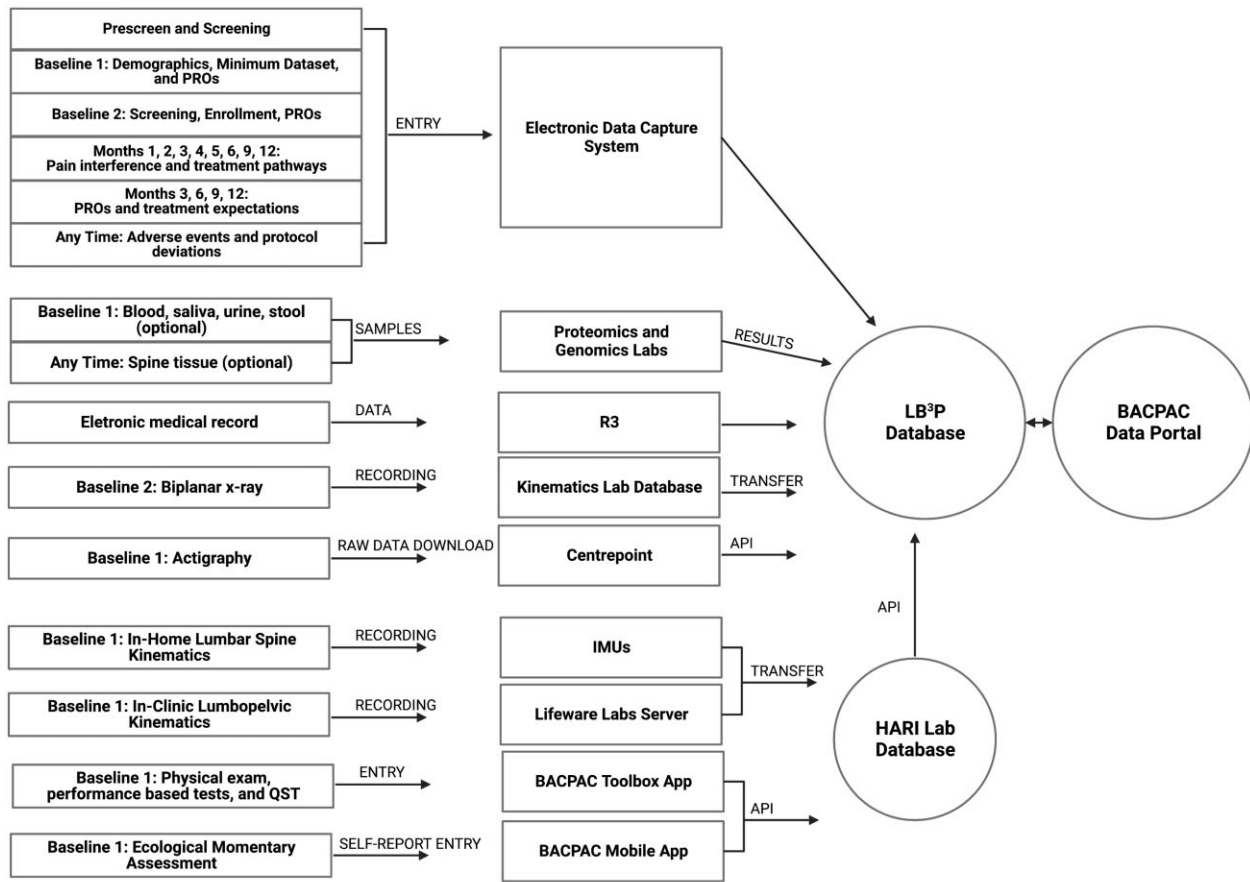 Prescreen and Screening
Baseline 1: Demographics, Minimum Dataset,
and PROs
Baseline 2: Screening, Enrollment, PROs
Months 1, 2, 3, 4, 5, 6, 9, 12:
Pain interference and treatment pathways
Months 3, 6, 9, 12:
PROs and treatment expectations
Any Time: Adverse events and protocol
deviations
ENTRY
Electronic Data Capture
System
Baseline 1: Blood, saliva, urine, stool
(optional)
Any Time: Spine tissue (optional)
SAMPLES
Proteomics and
Genomics Labs
RESULTS
Eletronic medical record
DATA
R3
Baseline 2: Biplanar x-ray
RECORDING
Kinematics Lab Database
TRANSFER
Baseline 1: Actigraphy
RAW DATA DOWNLOAD
Centrepoint
API
LB³P
Database
BACPAC
Data Portal
API
Baseline 1: In-Home Lumbar Spine
Kinematics
RECORDING
IMUs
Baseline 1: In-Clinic Lumbopelvic
Kinematics
RECORDING
Lifeware Labs Server
TRANSFER
HARI Lab
Database
Baseline 1: Physical exam,
performance based tests, and QST
ENTRY
BACPAC Toolbox App
Baseline 1: Ecological Momentary
Assessment
SELF-REPORT ENTRY
BACPAC Mobile App
API